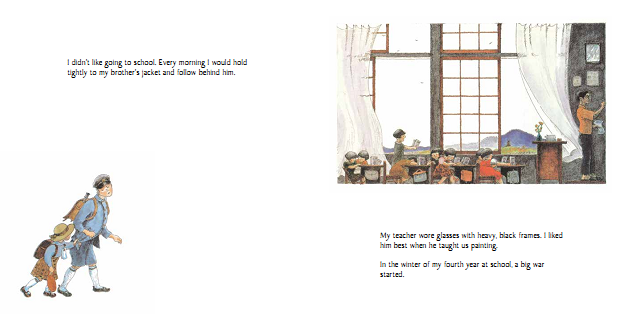 I didn't like going to school. Every morning I would hold
tightly to my brother's jacket and follow behind him.
My teacher wore glasses with heavy, black frames. I liked
him best when he taught us painting.
In the winter of my fourth year at school, a big war
started.